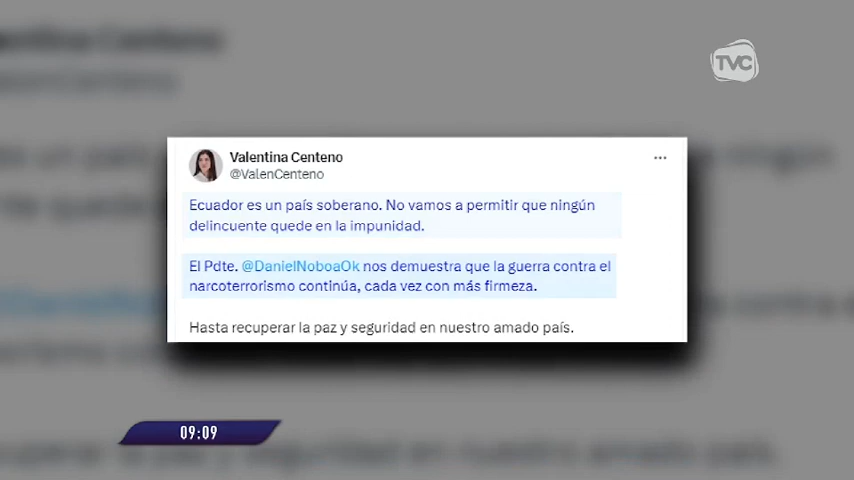 TVC
Valentina Centeno
@ValenCenteno
Ecuador es un país soberano. No vamos a permitir que ningún
delincuente quede en la impunidad.
El Pdte. @DanielNoboaOk nos demuestra que la guerra contra el
narcoterrorismo continúa, cada vez con más firmeza.
Hasta recuperar la paz y seguridad en nuestro amado país.
09:09